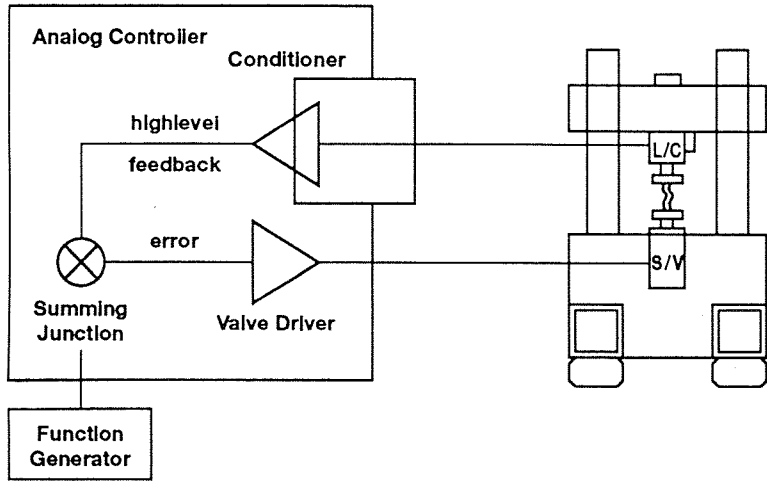 Analog Controller
Conditioner
highlevel
feedback
L/C
error
S/V
Summing
Junction
Valve Driver
Function
Generator